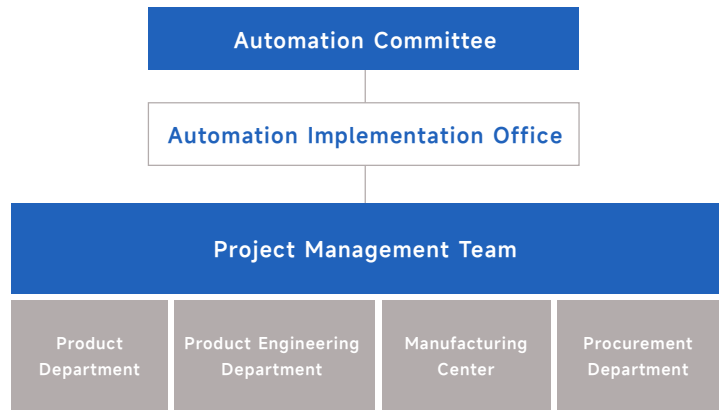 Automation Committee
Automation Implementation Office
Project Management Team
Product
Department
Product Engineering
Department
Manufacturing
Center
Procurement
Department